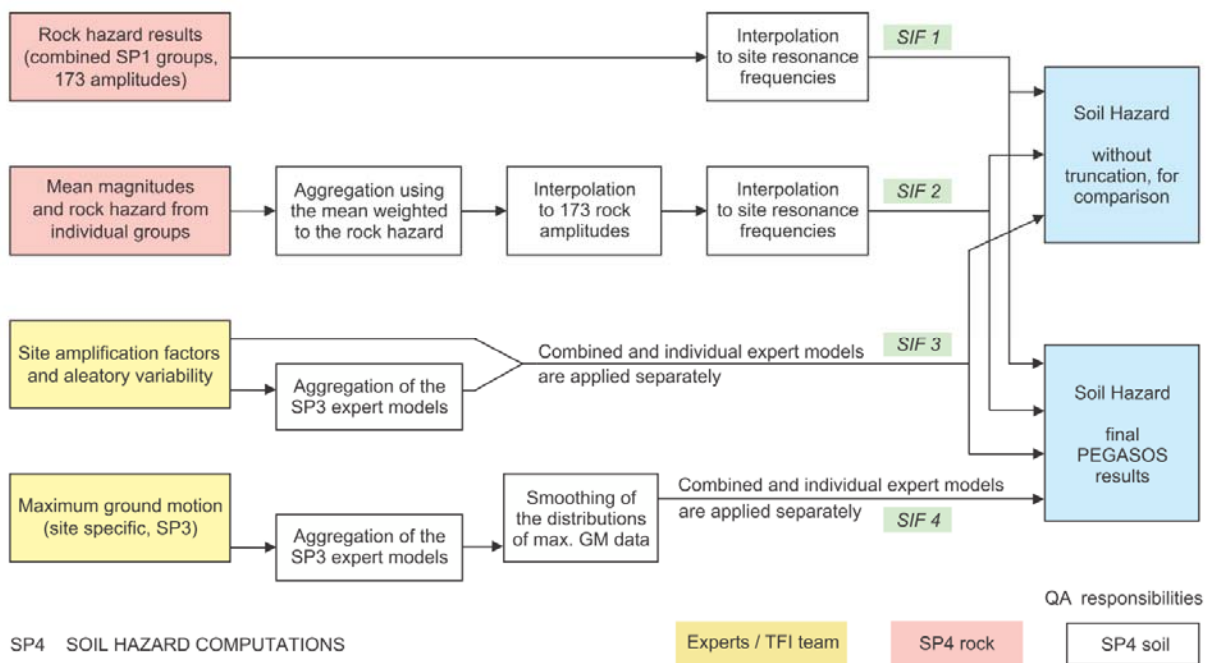 Rock hazard results
(combined SP1 groups,
173 amplitudes)
Interpolation
to site resonance
frequencies
SIF 1
Soil Hazard
without
truncation, for
comparison
Mean magnitudes
and rock hazard from
individual groups
Aggregation using
the mean weighted
to the rock hazard
Interpolation
to 173 rock
amplitudes
Interpolation
to site resonance
frequencies
SIF 2
Site amplification factors
and aleatory variability
Aggregation of the
SP3 expert models
Combined and individual expert models
are applied separately
SIF 3
Soil Hazard
final
PEGASOS
results
Maximum ground motion
(site specific, SP3)
Aggregation of the
SP3 expert models
Smoothing of
the distributions
of max. GM data
Combined and individual expert models
are applied separately
SIF 4
QA responsibilities
SP4 SOIL HAZARD COMPUTATIONS
Experts / TFI team
SP4 rock
SP4 soil